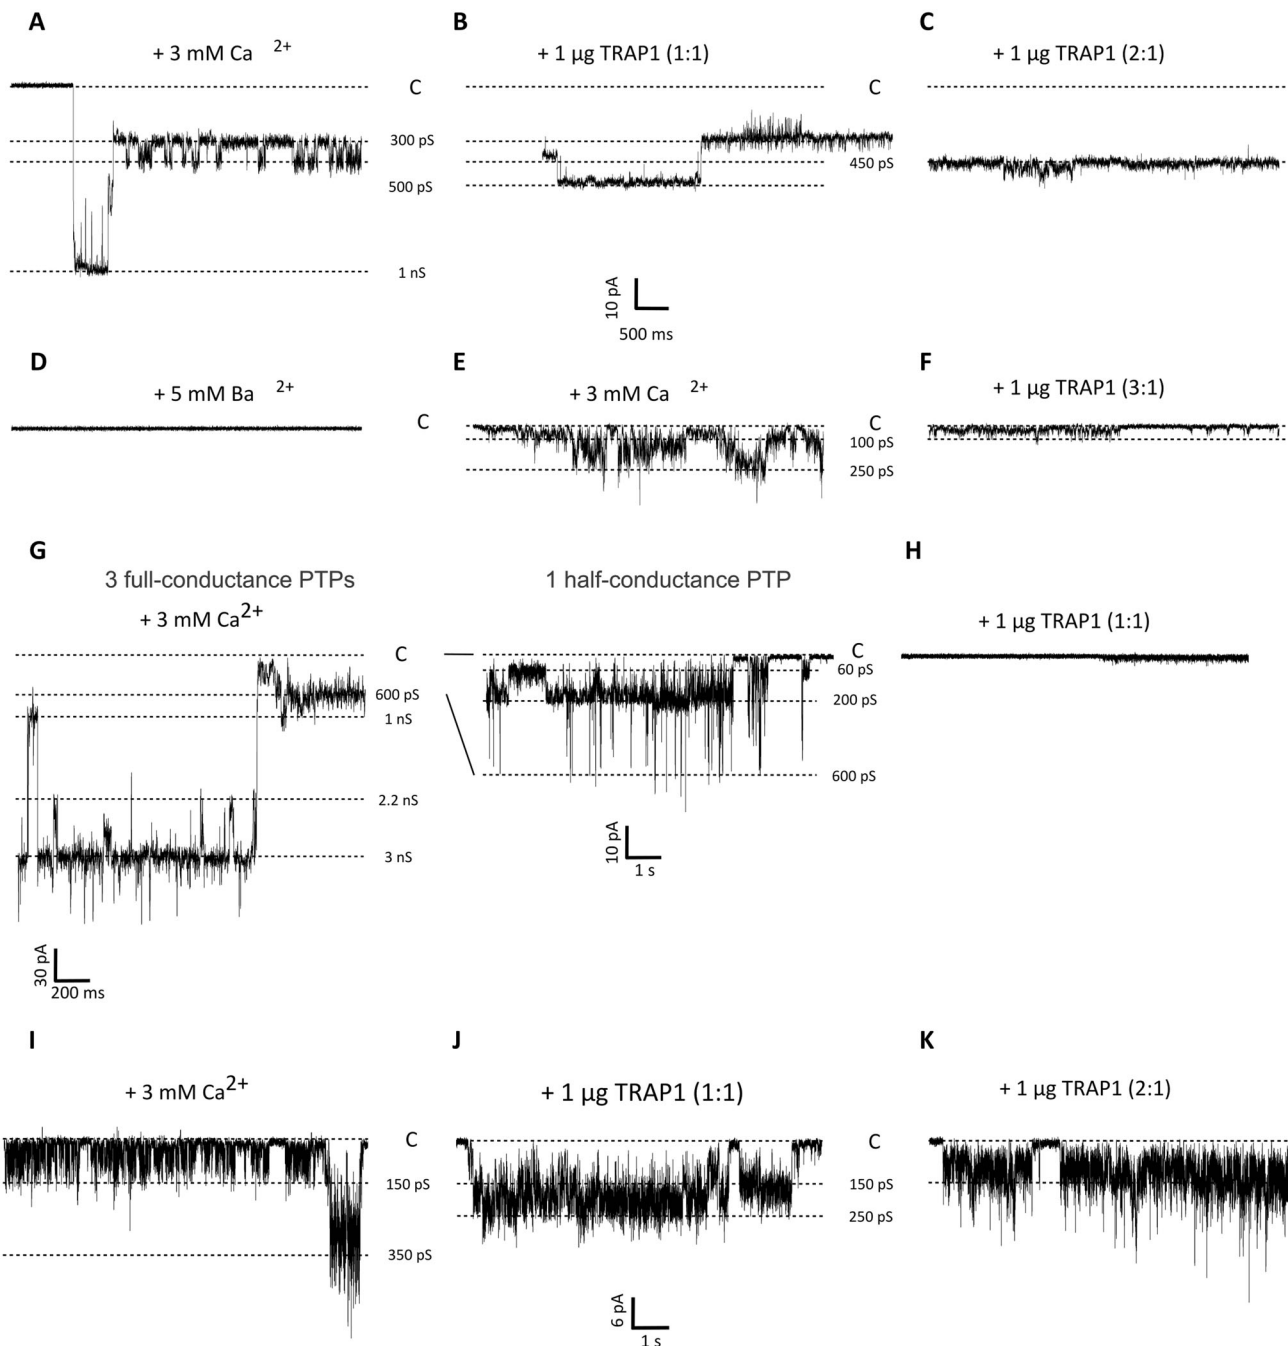 A
+ 3 mM Ca 2+
C
300 pS
500 pS
1 nS
B
+ 1 µg TRAP1 (1:1)
C
450 pS
10 pA
500 ms
C
+ 1 µg TRAP1 (2:1)
D
+ 5 mM Ba 2+
C
E
+ 3 mM Ca 2+
C
100 pS
250 pS
F
+ 1 µg TRAP1 (3:1)
G
3 full-conductance PTPs
+ 3 mM Ca2+
C
600 pS
1 nS
2.2 nS
3 nS
30 pA
200 ms
1 half-conductance PTP
C
60 pS
200 pS
600 pS
10 pA
1 s
H
+ 1 µg TRAP1 (1:1)
I
+ 3 mM Ca2+
C
150 pS
350 pS
J
+ 1 µg TRAP1 (1:1)
C
150 pS
250 pS
6 pA
1 s
K
+ 1 µg TRAP1 (2:1)